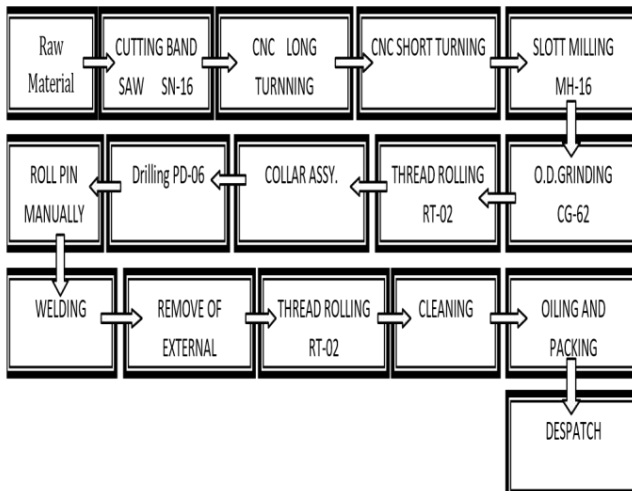 Raw
Material
CUTTING BAND
SAW SN-16
CNC LONG
TURNNING
CNC SHORT TURNING
SLOTT MILLING
MH-16
O.D.GRINDING
CG-62
THREAD ROLLING
RT-02
COLLAR ASSY.
Drilling PD-06
ROLL PIN
MANUALLY
WELDING
REMOVE OF
EXTERNAL
THREAD ROLLING
RT-02
CLEANING
OILING AND
PACKING
DESPATCH